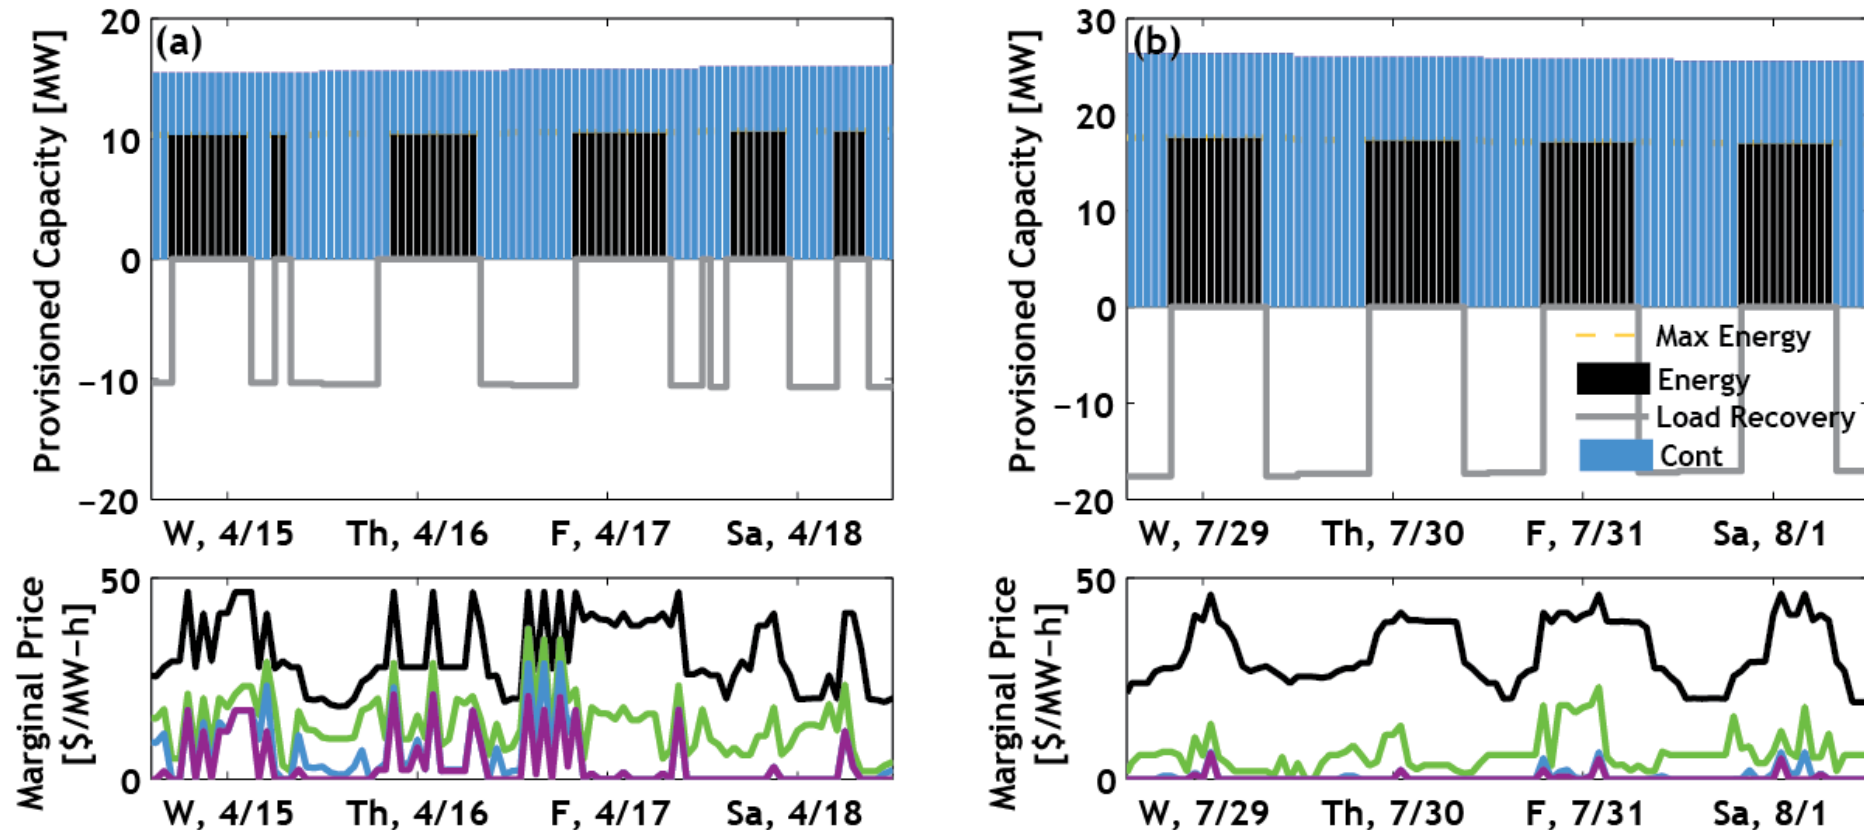 (a)
Provisioned Capacity [MW]
20
10
0
−10
−20
W, 4/15 Th, 4/16 F, 4/17 Sa, 4/18
Marginal Price
[$/MW−h]
50
0
W, 4/15 Th, 4/16 F, 4/17 Sa, 4/18
(b)
Provisioned Capacity [MW]
30
20
10
0
−10
−20
Max Energy
Energy
Load Recovery
Cont
W, 7/29 Th, 7/30 F, 7/31 Sa, 8/1
Marginal Price
[$/MW−h]
50
0
W, 7/29 Th, 7/30 F, 7/31 Sa, 8/1